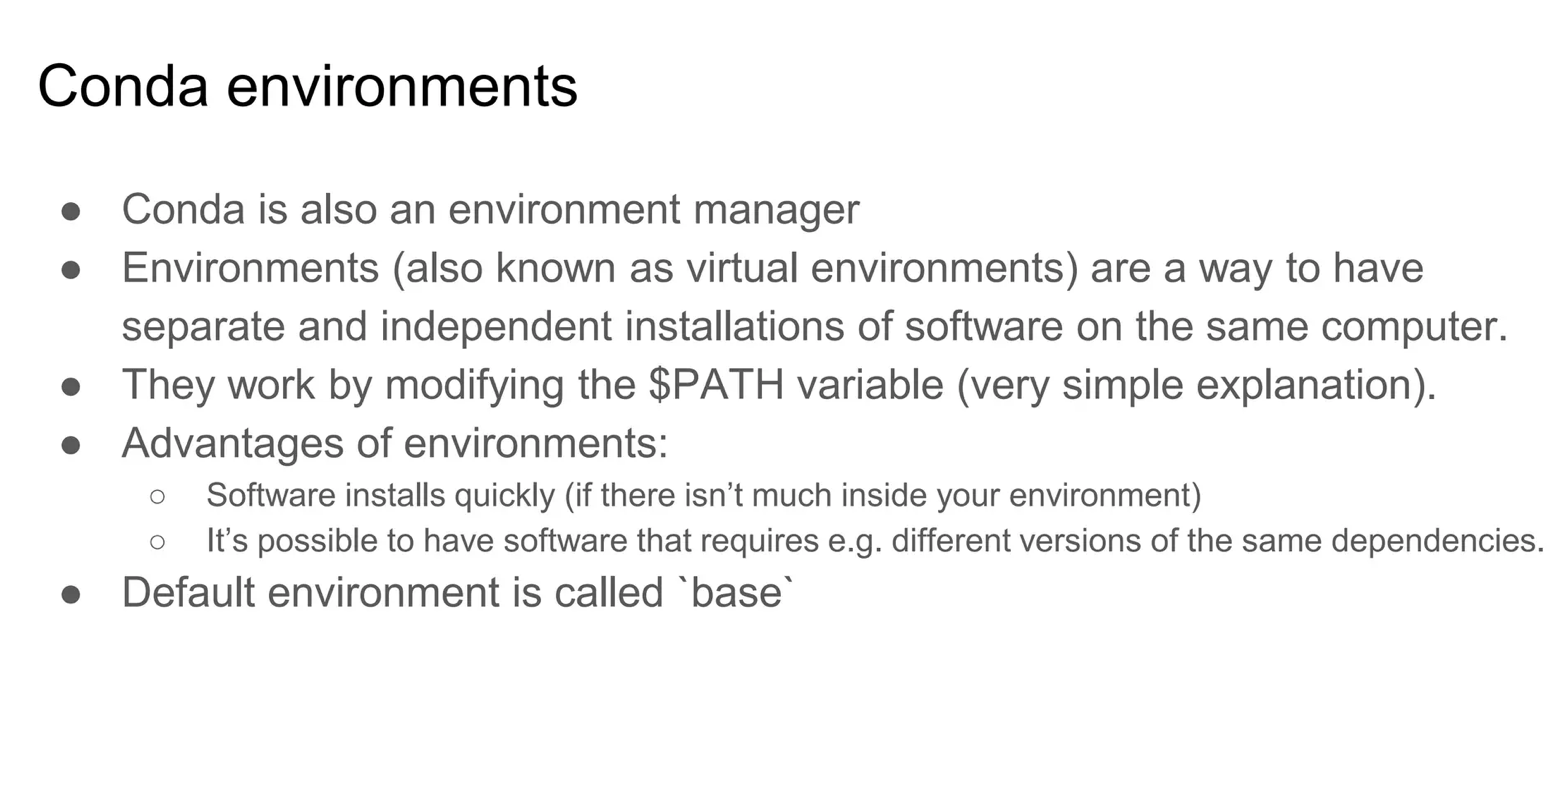 Conda environments
● Conda is also an environment manager
● Environments (also known as virtual environments) are a way to have
separate and independent installations of software on the same computer.
● They work by modifying the $PATH variable (very simple explanation).
● Advantages of environments:
○ Software installs quickly (if there isn’t much inside your environment)
○ It’s possible to have software that requires e.g. different versions of the same dependencies.
● Default environment is called `base`